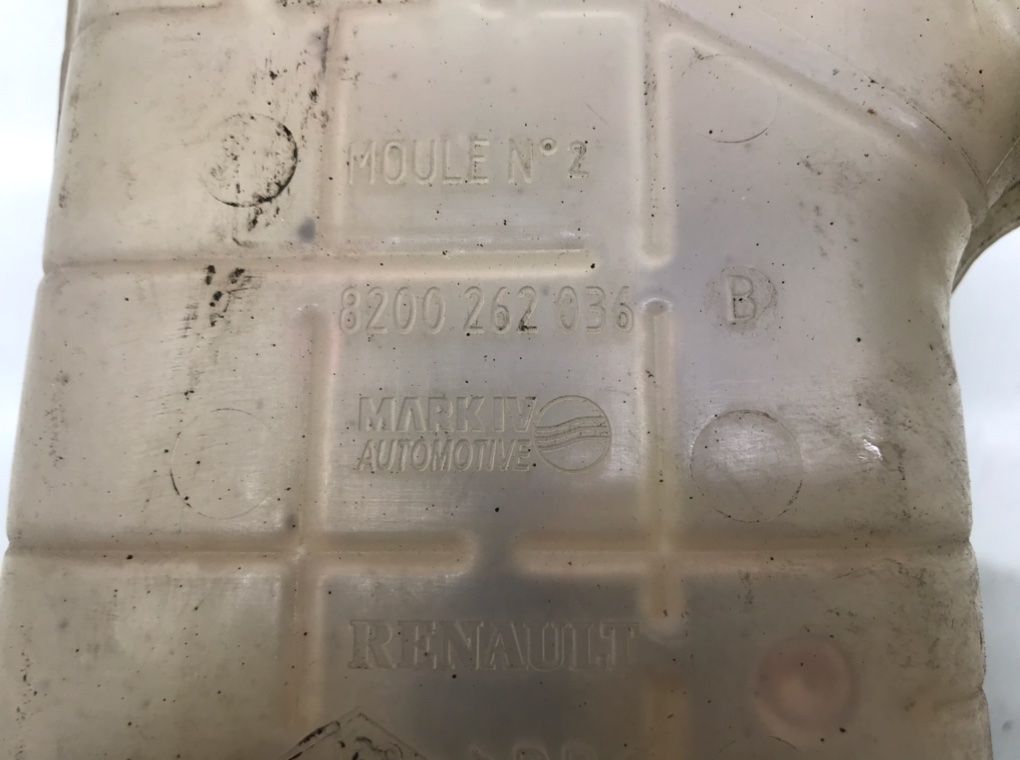 MOULE N° 2
8200 262 036 B
MARK IV
AUTOMOTIVE
RENAULT